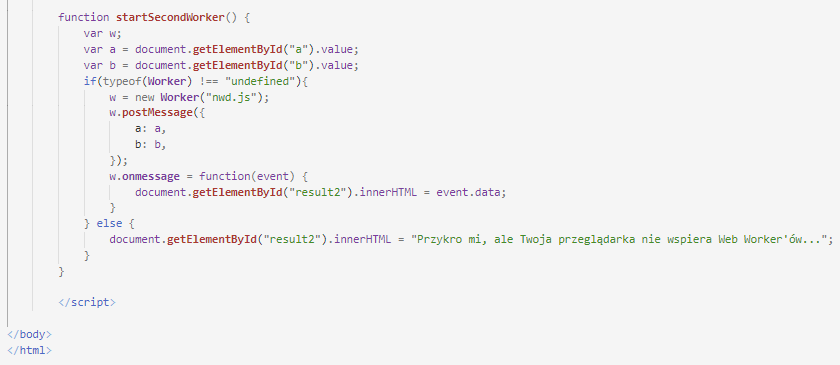 function startSecondWorker() {
var w;
var a = document.getElementById("a").value;
var b = document.getElementById("b").value;
if(typeof(Worker) !== "undefined"){
w = new Worker("nwd.js");
w.postMessage({
a: a,
b: b,
});
w.onmessage = function(event) {
document.getElementById("result2").innerHTML = event.data;
}
} else {
document.getElementById("result2").innerHTML = "Przykro mi, ale Twoja przeglądarka nie wspiera Web Worker'ów...";
}
}
</script>
</body>
</html>